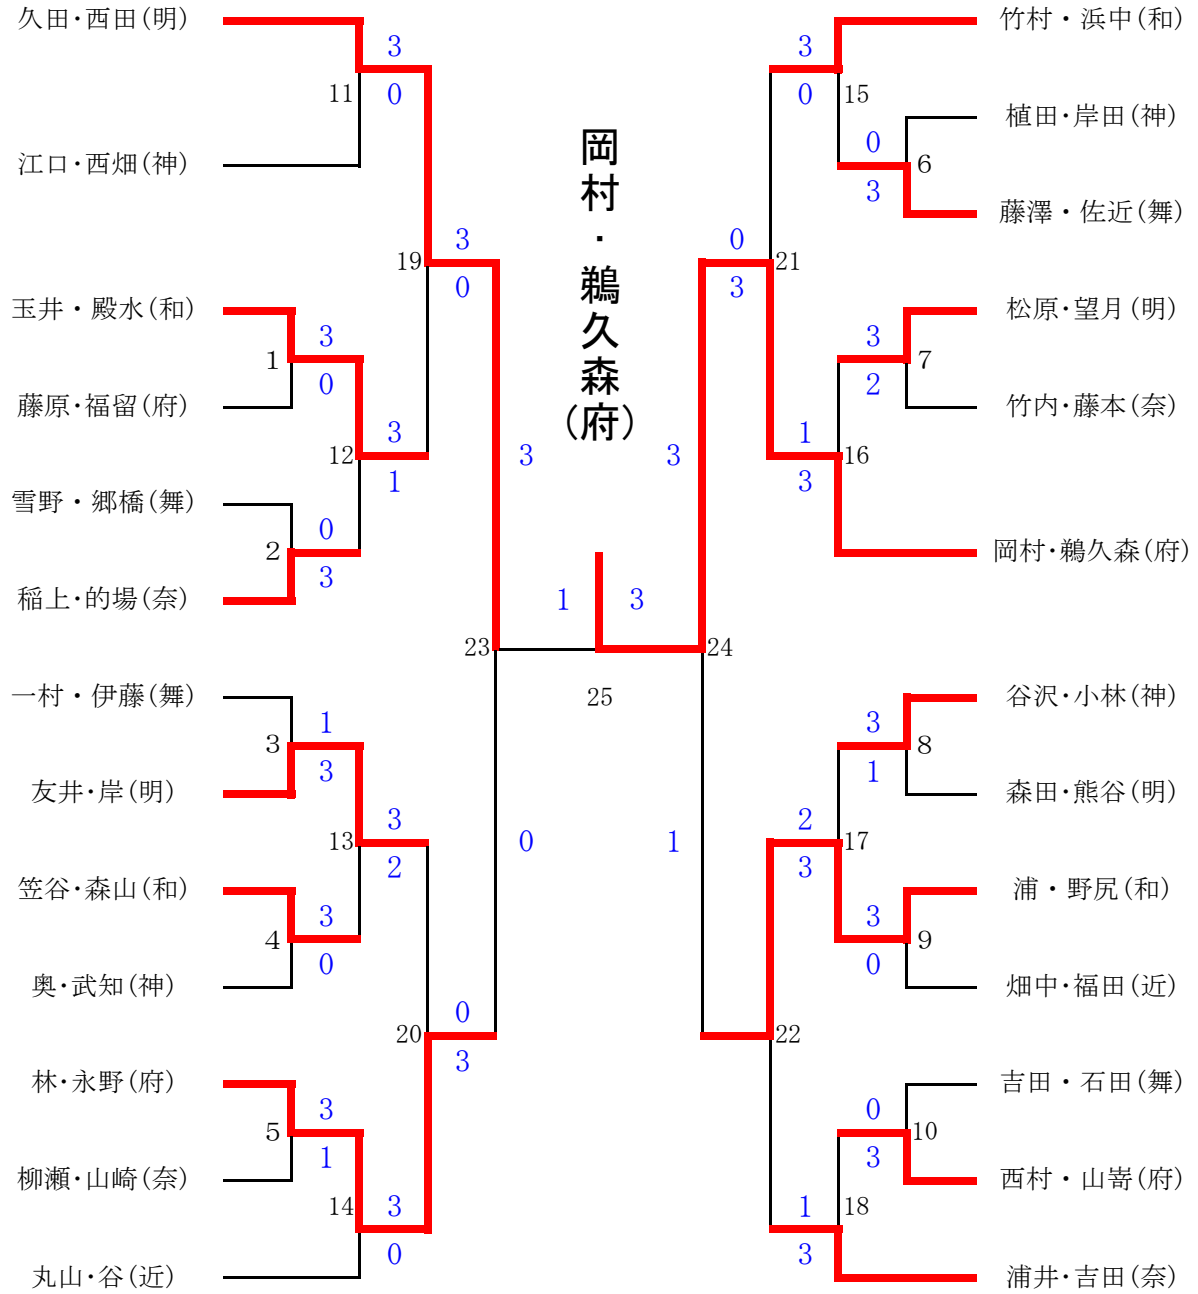 久田・西田(明)
3
11
0
江口・西畑(神)
19
3
0
玉井・殿水(和)
3
1
0
藤原・福留(府)
3
12
1
雪野・郷橋(舞)
0
2
3
稲上・的場(奈)
3
23
一村・伊藤(舞)
1
3
3
友井・岸(明)
3
13
2
0
笠谷・森山(和)
3
4
0
奥・武知(神)
0
20
3
林・永野(府)
3
5
1
柳瀬・山崎(奈)
3
14
0
丸山・谷(近)
岡村・鵜久森(府)
1
3
25
竹村・浜中(和)
3
15
0
植田・岸田(神)
0
6
3
藤澤・佐近(舞)
0
21
3
松原・望月(明)
3
7
2
竹内・藤本(奈)
1
16
3
3
岡村・鵜久森(府)
24
谷沢・小林(神)
3
8
1
森田・熊谷(明)
2
17
3
1
浦・野尻(和)
3
9
0
畑中・福田(近)
22
吉田・石田(舞)
0
10
3
西村・山嵜(府)
1
18
3
浦井・吉田(奈)